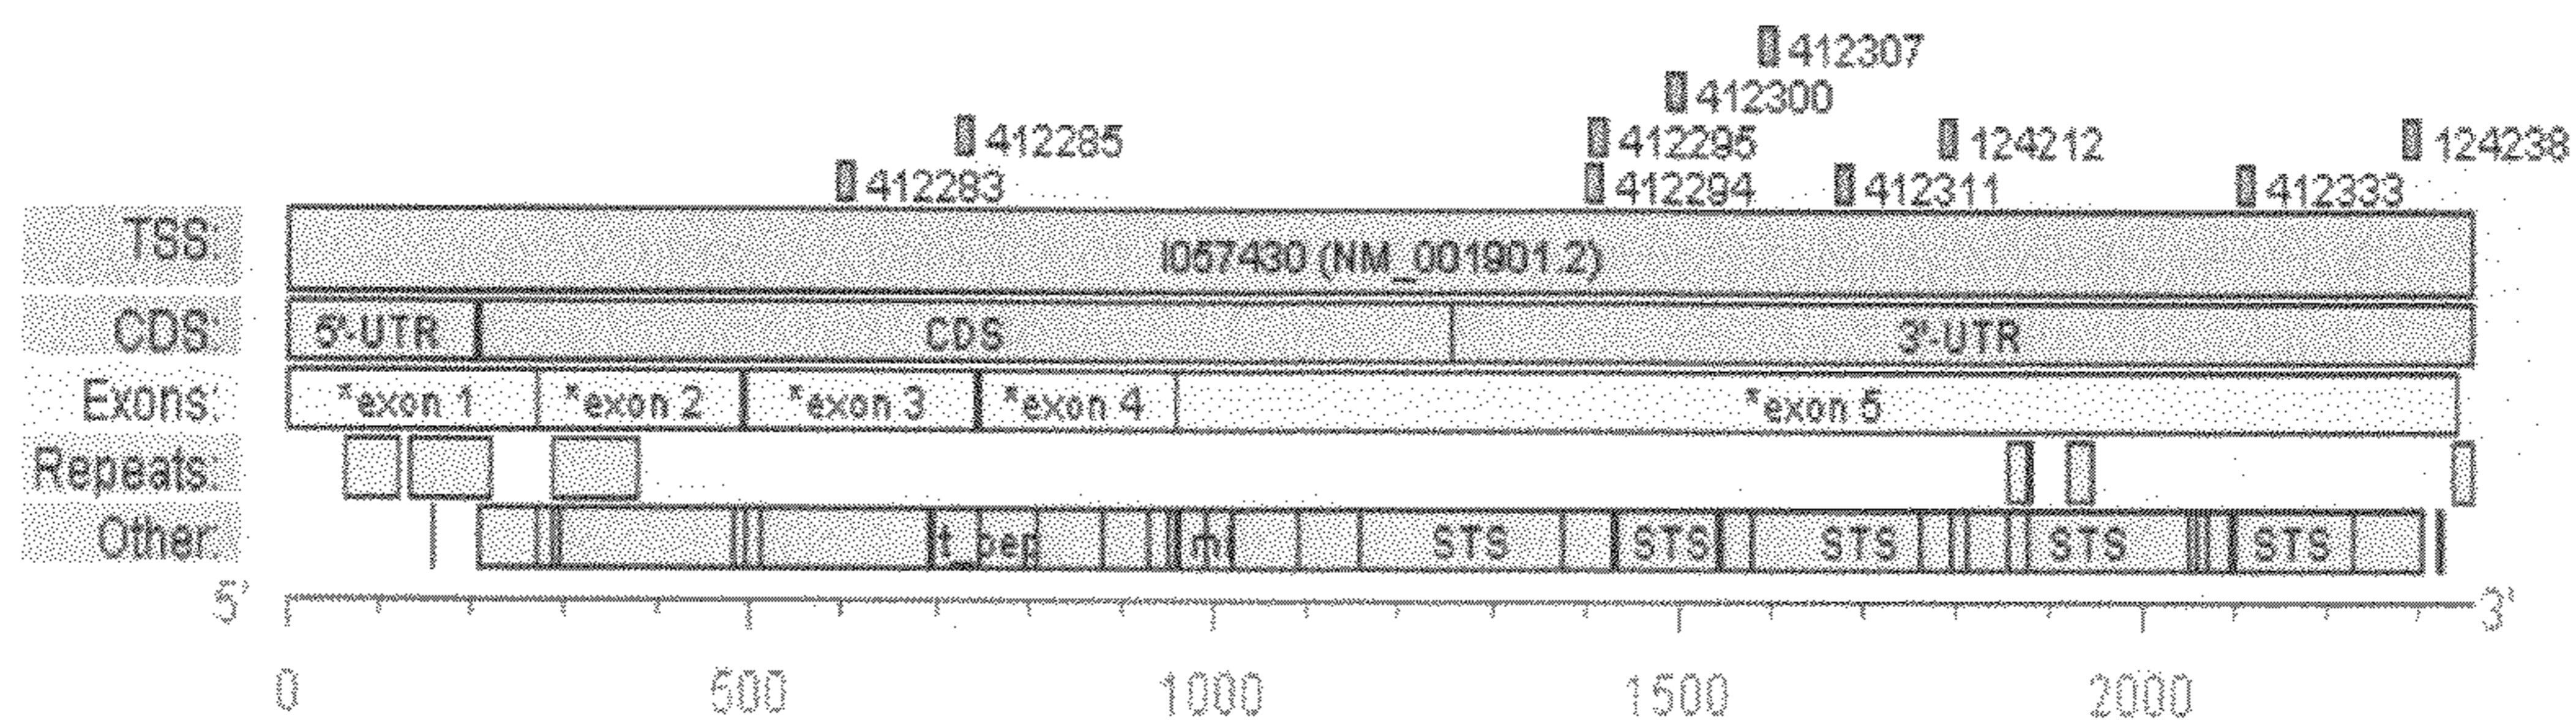 412307
412300
412285 412295 124212 124238
412283 412294 412311 412333
TSS: I057430 (NM_001901.2)
CDS: 5'-UTR CDS 3'-UTR
Exons: *exon 1 *exon 2 *exon 3 *exon 4 *exon 5
Repeats:
Other: STS STS STS STS STS
5' 3'
0 500 1000 1500 2000